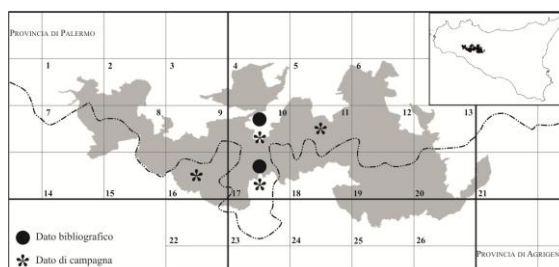 PROVINCIA DI PALERMO
1 2 3 4 5 6
7 8 9 10 11 12 13
14 15 16 17 18 19 20 21
22 23 24 25 26
Dato bibliografico
Dato di campagna
PROVINCIA DI AGRIGEN